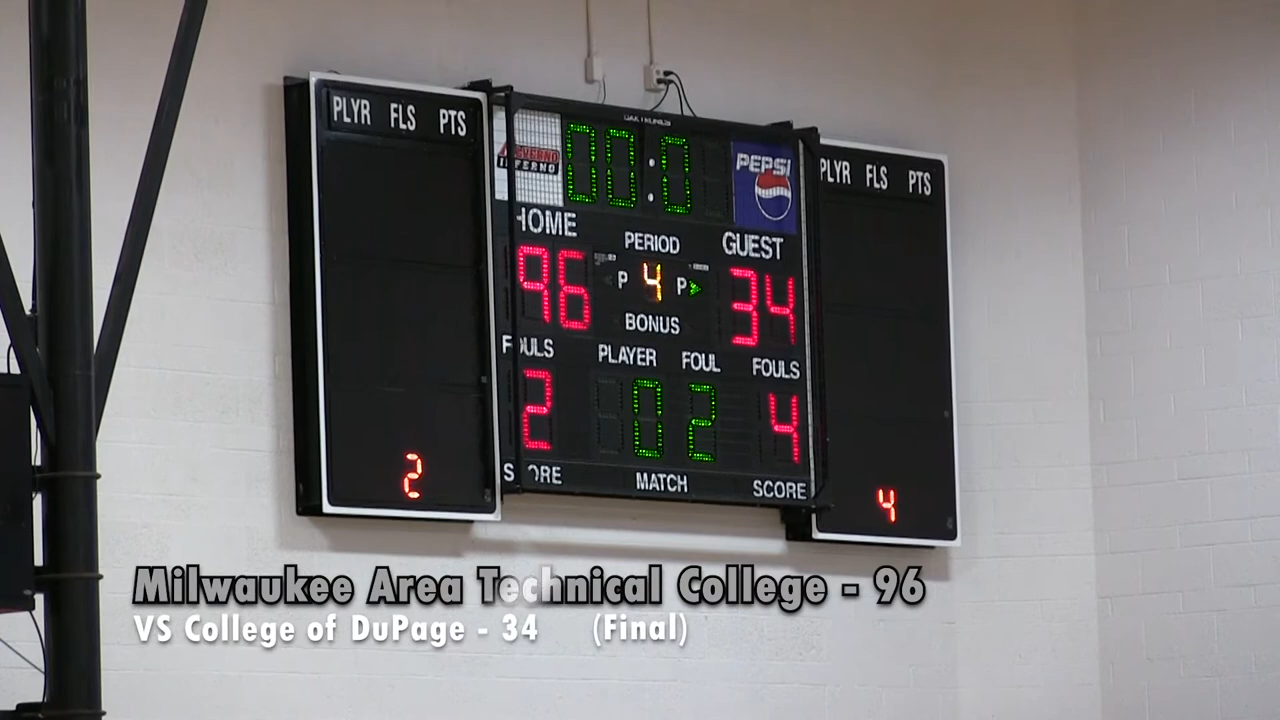 PLYR FLS PTS
DAKTRONICS
00:0
PEPSI
PLYR FLS PTS
HOME
PERIOD
GUEST
96
P 4 P
34
BONUS
FOULS
PLAYER FOUL
FOULS
2
02
4
2
SCORE
MATCH
SCORE
4
Milwaukee Area Technical College - 96
VS College of DuPage - 34 (Final)